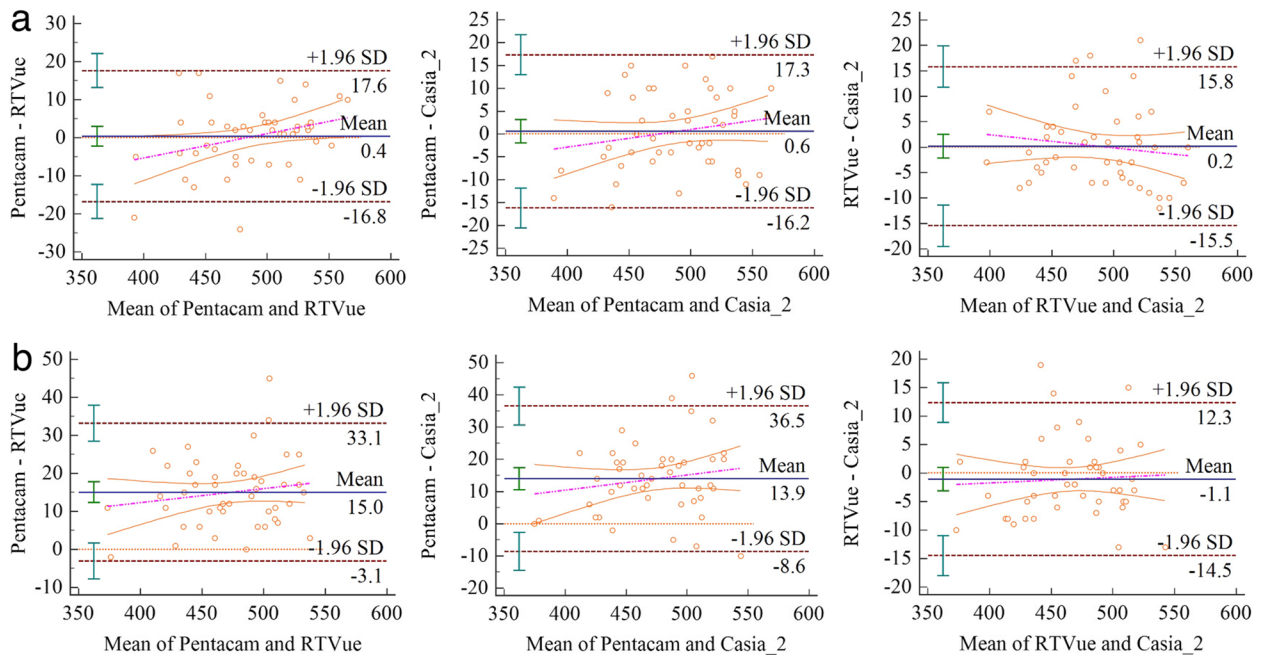 a
30
20
10
0
-10
-20
-30
Pentacam - RTVuc
+1.96 SD
17.6
Mean
0.4
-1.96 SD
-16.8
350 400 450 500 550 600
Mean of Pentacam and RTVue
25
20
15
10
5
0
-5
-10
-15
-20
-25
Pentacam - Casia_2
+1.96 SD
17.3
Mean
0.6
-1.96 SD
-16.2
350 400 450 500 550 600
Mean of Pentacam and Casia_2
25
20
15
10
5
0
-5
-10
-15
-20
RTVue - Casia_2
+1.96 SD
15.8
Mean
0.2
-1.96 SD
-15.5
350 400 450 500 550 600
Mean of RTVue and Casia_2
b
50
40
30
20
10
0
-10
Pentacam - RTVuc
+1.96 SD
33.1
Mean
15.0
-1.96 SD
-3.1
350 400 450 500 550 600
Mean of Pentacam and RTVue
50
40
30
20
10
0
-10
-20
Pentacam - Casia_2
+1.96 SD
36.5
Mean
13.9
-1.96 SD
-8.6
350 400 450 500 550 600
Mean of Pentacam and Casia_2
20
15
10
5
0
-5
-10
-15
-20
RTVue - Casia_2
+1.96 SD
12.3
Mean
-1.1
-1.96 SD
-14.5
350 400 450 500 550 600
Mean of RTVue and Casia_2